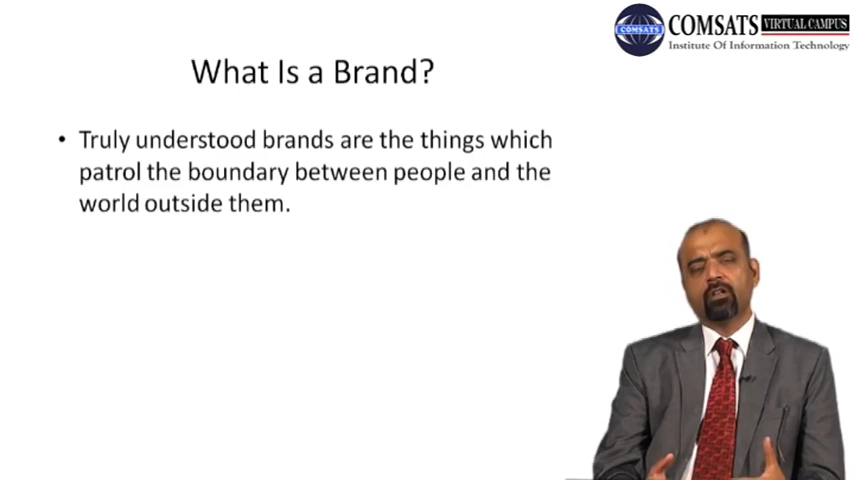 COMSATS VIRTUAL CAMPUS
COMSATS
Institute Of Information Technology
What Is a Brand?
• Truly understood brands are the things which
patrol the boundary between people and the
world outside them.